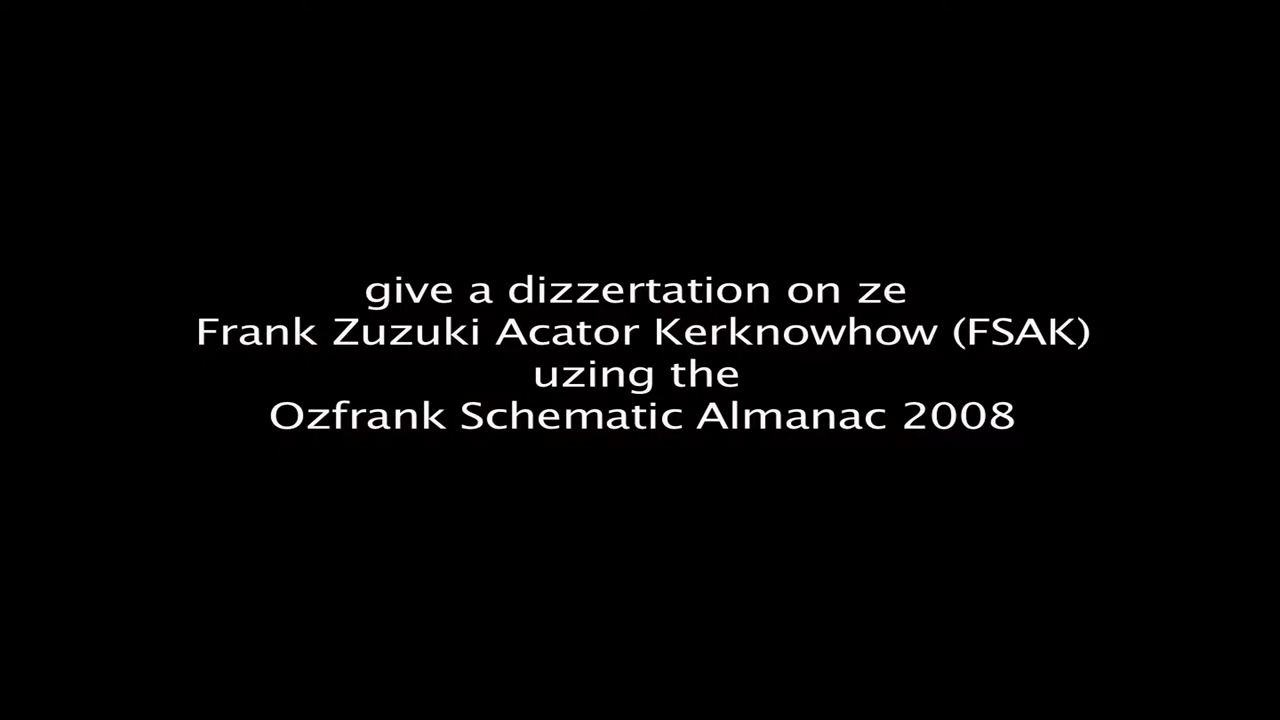 give a dizzertation on ze
Frank Zuzuki Acator Kerknowhow (FSAK)
uzing the
Ozfrank Schematic Almanac 2008